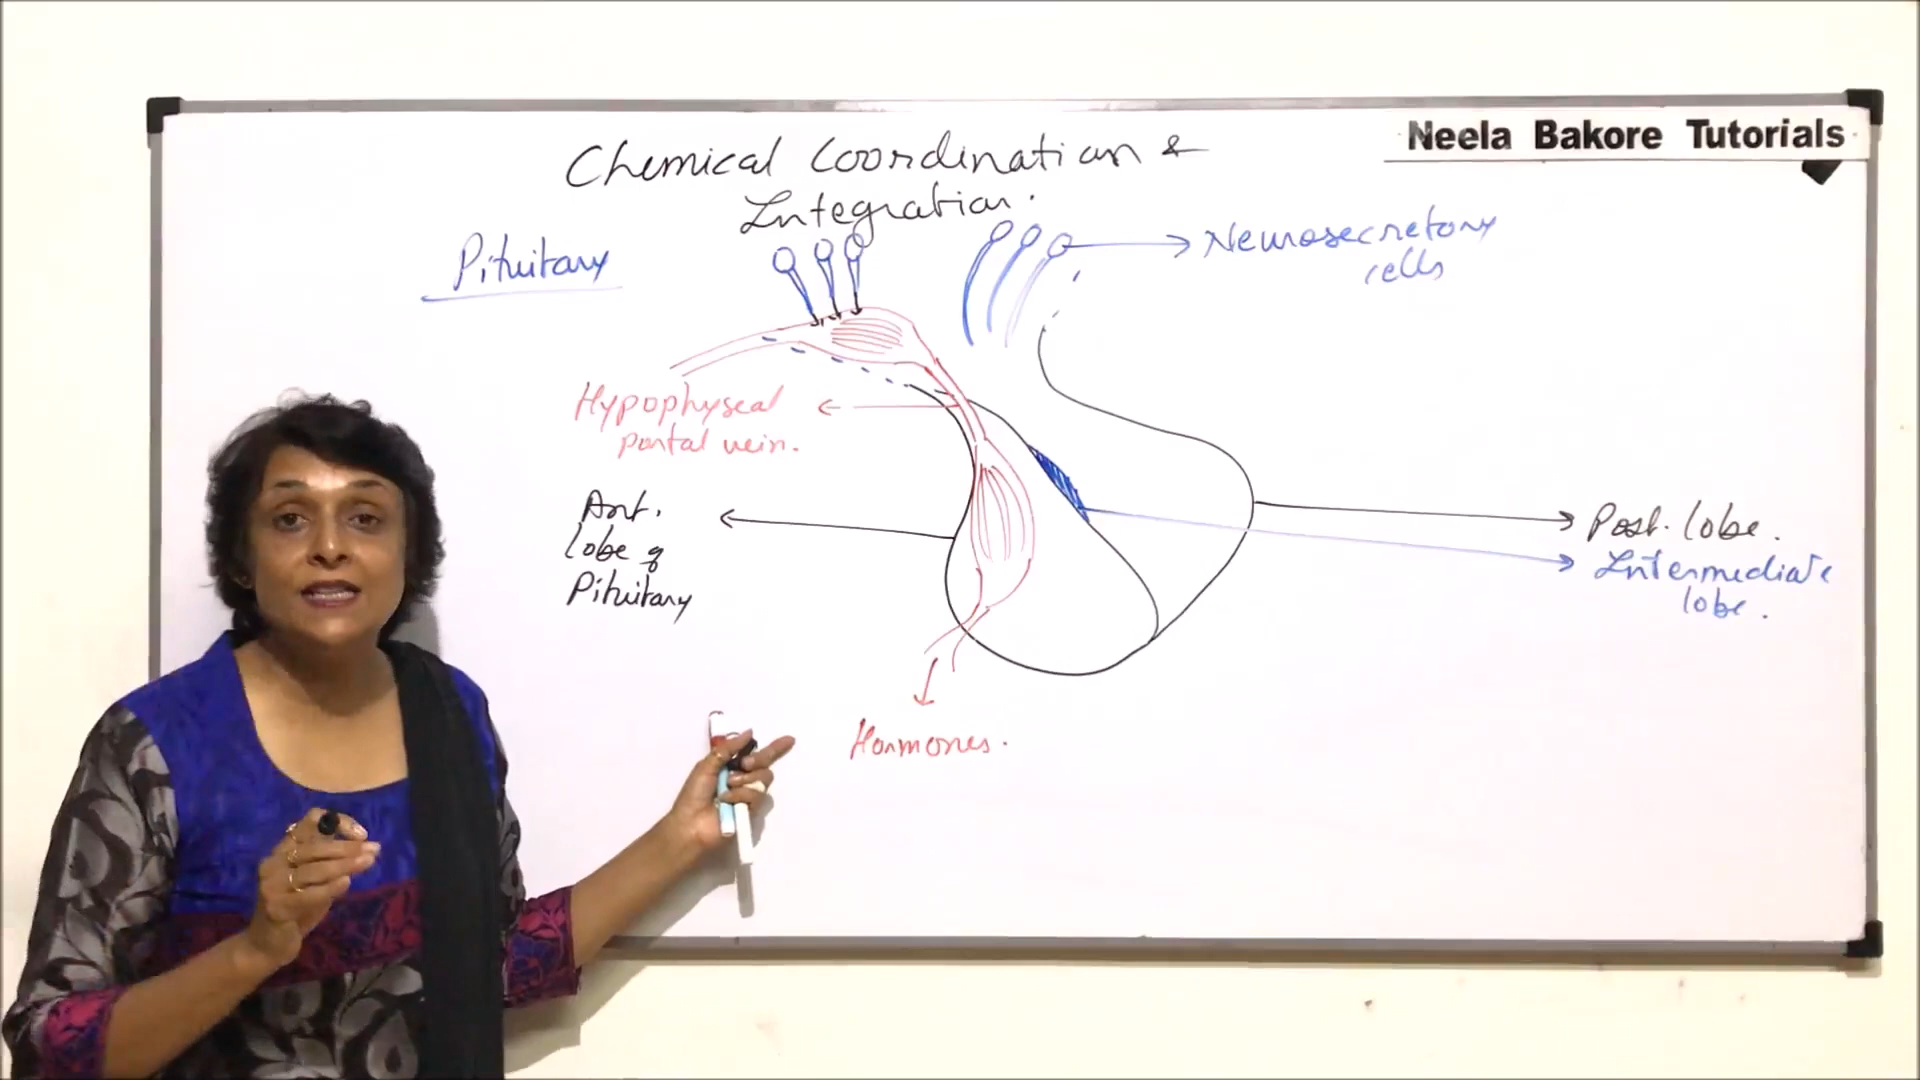 Neela Bakore Tutorials
Chemical Coordination &
Integration.
Pituitary
Neurosecretory
cells
Hypophyseal
portal vein.
Ant.
lobe of
Pituitary
Post. lobe.
Intermediate
lobe.
Hormones.